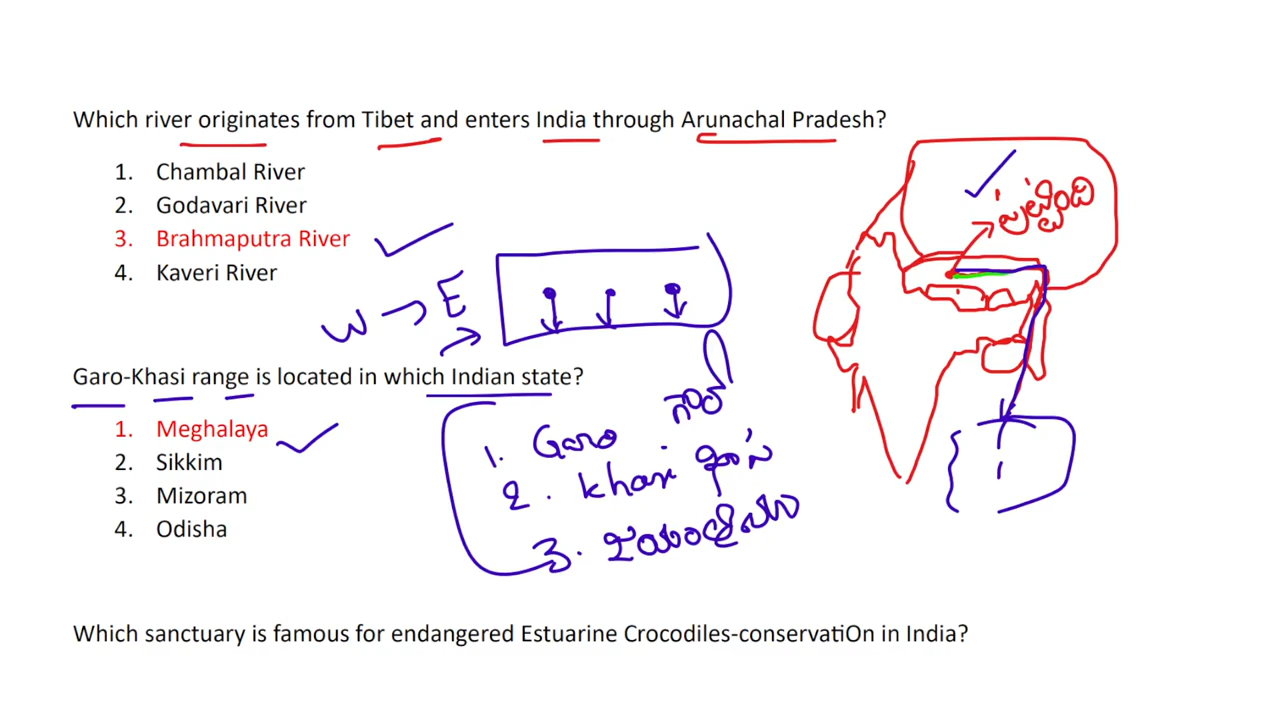 Which river originates from Tibet and enters India through Arunachal Pradesh?
1. Chambal River
2. Godavari River
3. Brahmaputra River
4. Kaveri River
W → E
Garo-Khasi range is located in which Indian state?
1. Meghalaya
2. Sikkim
3. Mizoram
4. Odisha
1. Garo
2. Khasi
3.
Which sanctuary is famous for endangered Estuarine Crocodiles-conservatiOn in India?